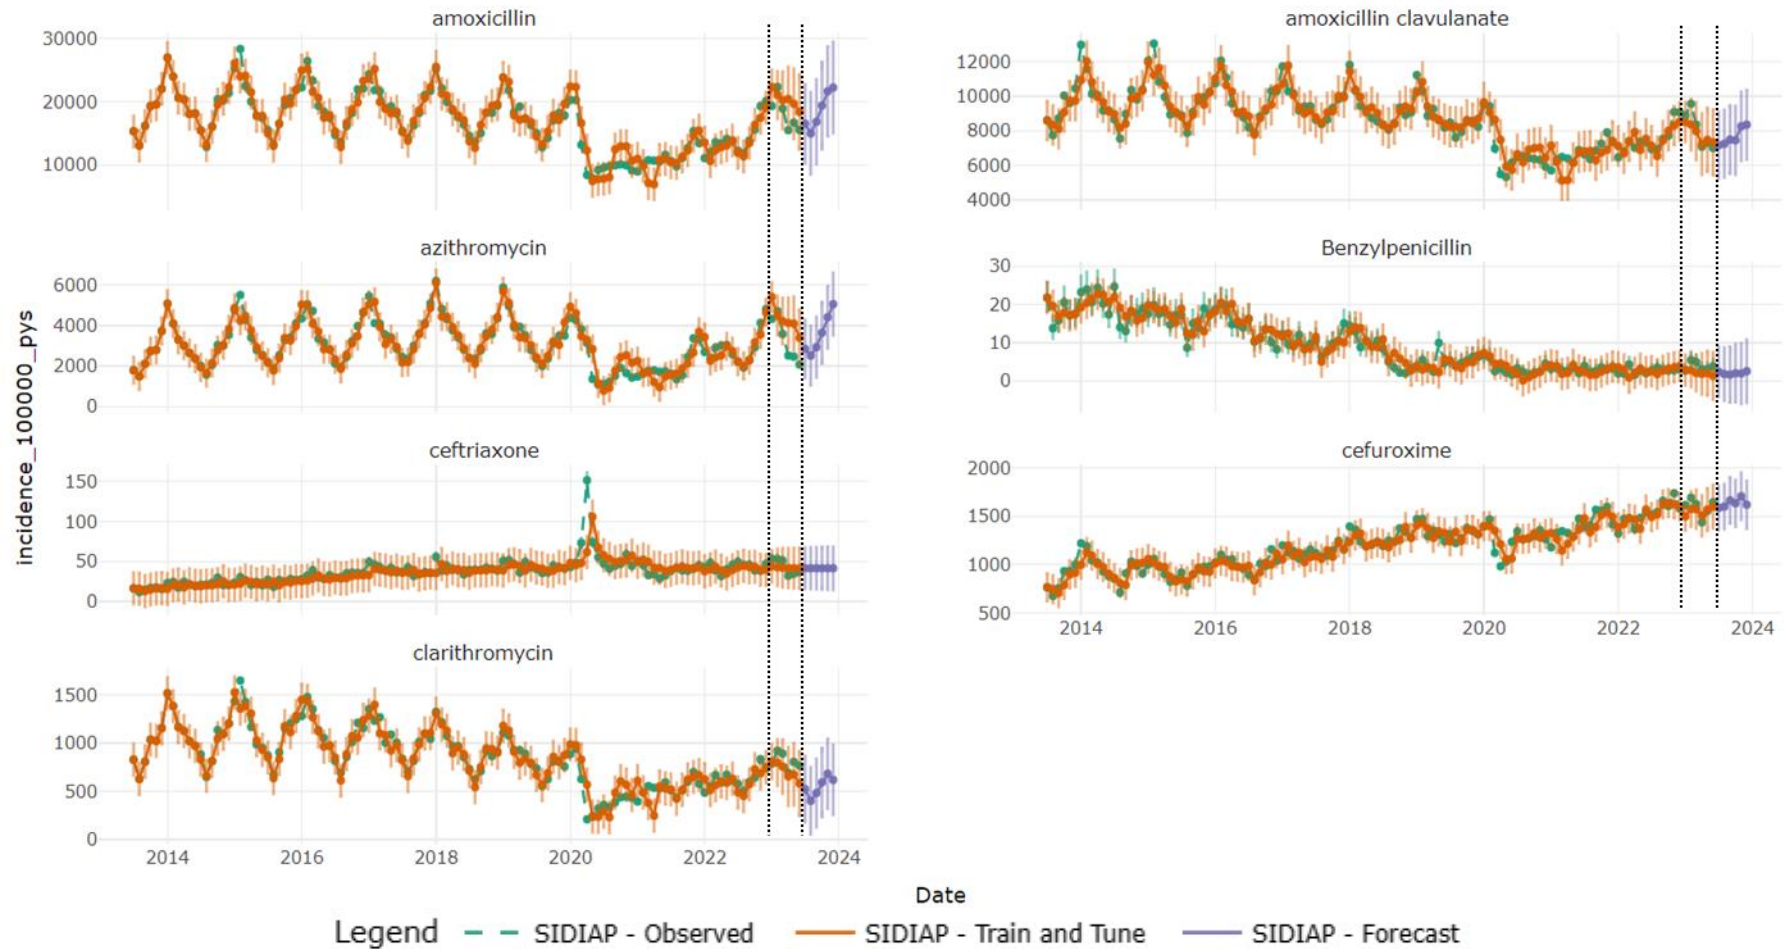 amoxicillin
30000
20000
10000
amoxicillin clavulanate
12000
10000
8000
6000
4000
azithromycin
6000
4000
2000
0
Benzylpenicillin
30
20
10
0
incidence_100000_pys
ceftriaxone
150
100
50
0
cefuroxime
2000
1500
1000
500
2014 2016 2018 2020 2022 2024
clarithromycin
1500
1000
500
0
2014 2016 2018 2020 2022 2024
Date
Legend SIDIAP - Observed SIDIAP - Train and Tune SIDIAP - Forecast